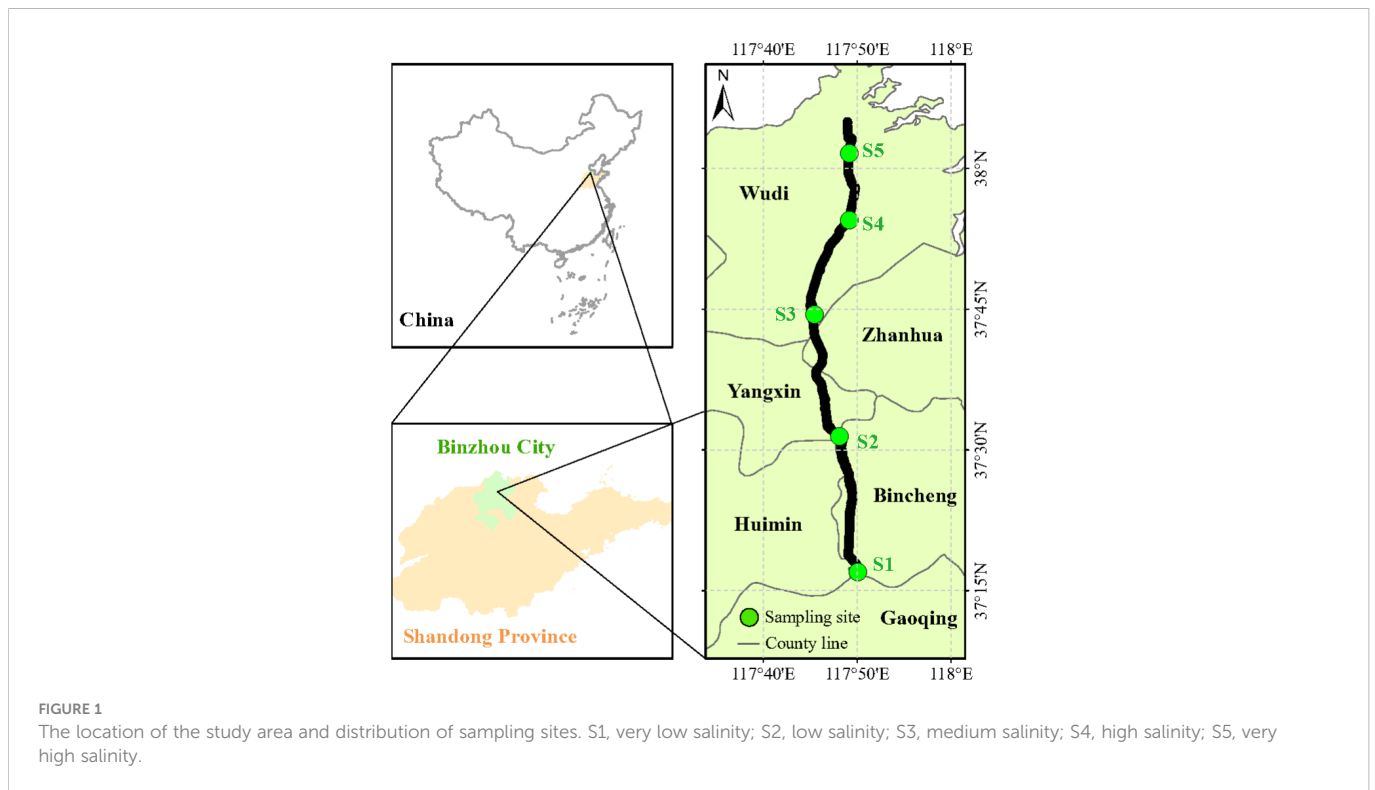 China
Binzhou City
Shandong Province
117°40'E 117°50'E 118°E
N
S5
38°N
Wudi
S4
37°45'N
S3
Zhanhua
Yangxin
S2
37°30'N
Bincheng
Huimin
S1
37°15'N
Gaoqing
Sampling site
County line
117°40'E 117°50'E 118°E
FIGURE 1
The location of the study area and distribution of sampling sites. S1, very low salinity; S2, low salinity; S3, medium salinity; S4, high salinity; S5, very
high salinity.